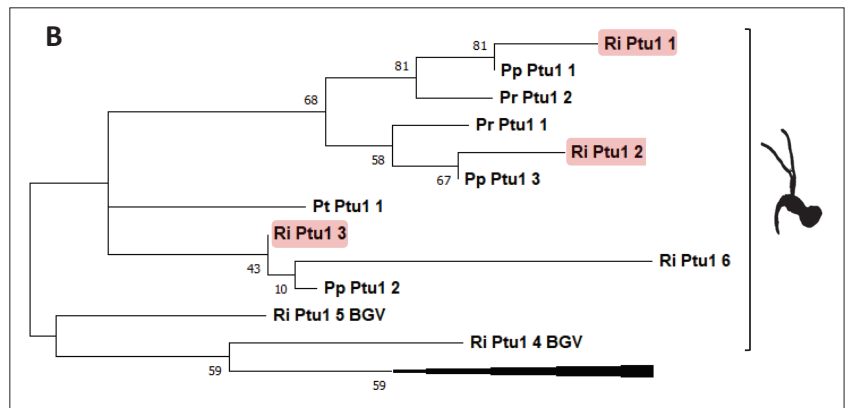 B
81
Ri Ptu1 1
81
Pp Ptu1 1
68
Pr Ptu1 2
Pr Ptu1 1
58
Ri Ptu1 2
67
Pp Ptu1 3
Pt Ptu1 1
Ri Ptu1 3
43
Ri Ptu1 6
10
Pp Ptu1 2
Ri Ptu1 5 BGV
Ri Ptu1 4 BGV
59
59